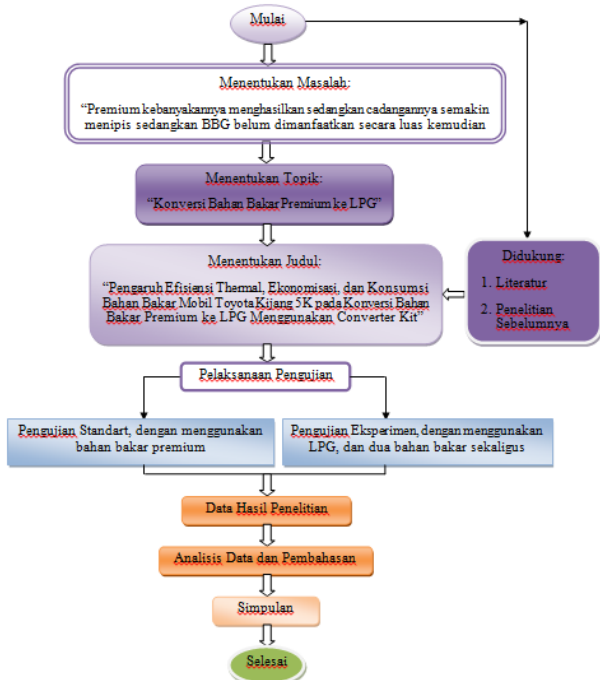 Mulai
Menentukan Masalah:
“Premium kebanyakannya menghasilkan sedangkan cadangannya semakin
menipis sedangkan BBG belum dimanfaatkan secara luas kemudian
Menentukan Topik:
“Konversi Bahan Bakar Premium ke LPG”
Menentukan Judul:
“Pengaruh Efisiensi Thermal, Ekonomisasi, dan Konsumsi
Bahan Bakar Mobil Toyota Kijang 5K pada Konversi Bahan
Bakar Premium ke LPG Menggunakan Converter Kit”
Didukung:
1. Literatur
2. Penelitian
Sebelumnya
Pelaksanaan Pengujian
Pengujian Standart, dengan menggunakan
bahan bakar premium
Pengujian Eksperimen, dengan menggunakan
LPG, dan dua bahan bakar sekaligus
Data Hasil Penelitian
Analisis Data dan Pembahasan
Simpulan
Selesai